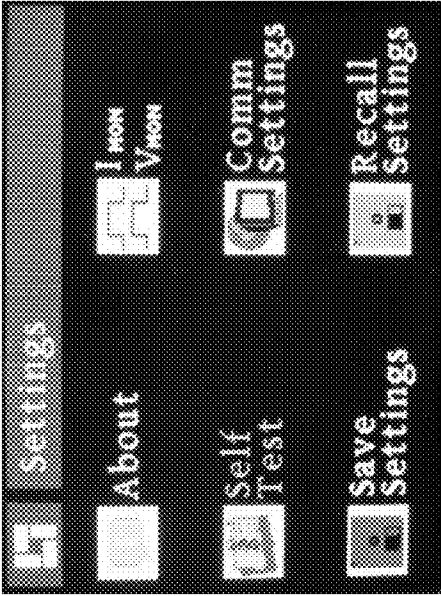 Settings
About
I MON
V MON
Self
Test
Comm
Settings
Save
Settings
Recall
Settings